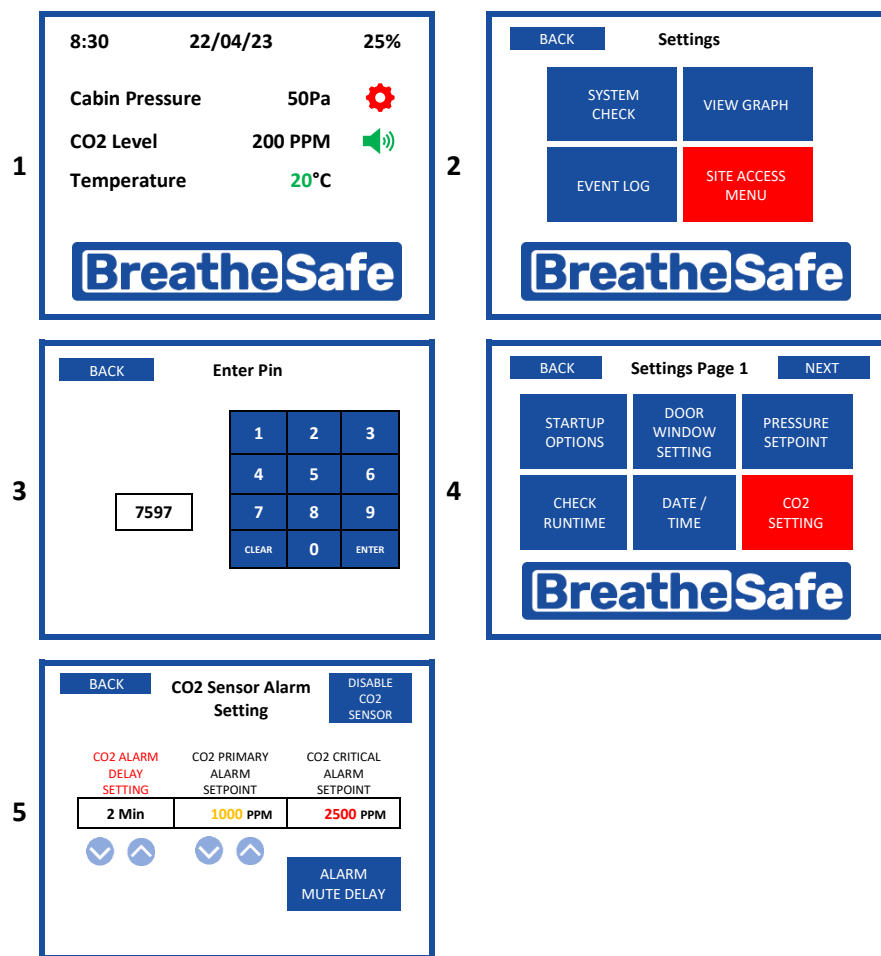 1
8:30 22/04/23 25%
Cabin Pressure 50Pa
CO2 Level 200 PPM
Temperature 20°C
BreatheSafe
2
BACK Settings
SYSTEM
CHECK
VIEW GRAPH
EVENT LOG
SITE ACCESS
MENU
BreatheSafe
3
BACK Enter Pin
7597
1 2 3
4 5 6
7 8 9
CLEAR 0 ENTER
4
BACK Settings Page 1 NEXT
STARTUP
OPTIONS
DOOR
WINDOW
SETTING
PRESSURE
SETPOINT
CHECK
RUNTIME
DATE /
TIME
CO2
SETTING
BreatheSafe
5
BACK
CO2 Sensor Alarm
Setting
DISABLE
CO2
SENSOR
CO2 ALARM
DELAY
SETTING
CO2 PRIMARY
ALARM
SETPOINT
CO2 CRITICAL
ALARM
SETPOINT
2 Min 1000 PPM 2500 PPM
ALARM
MUTE DELAY